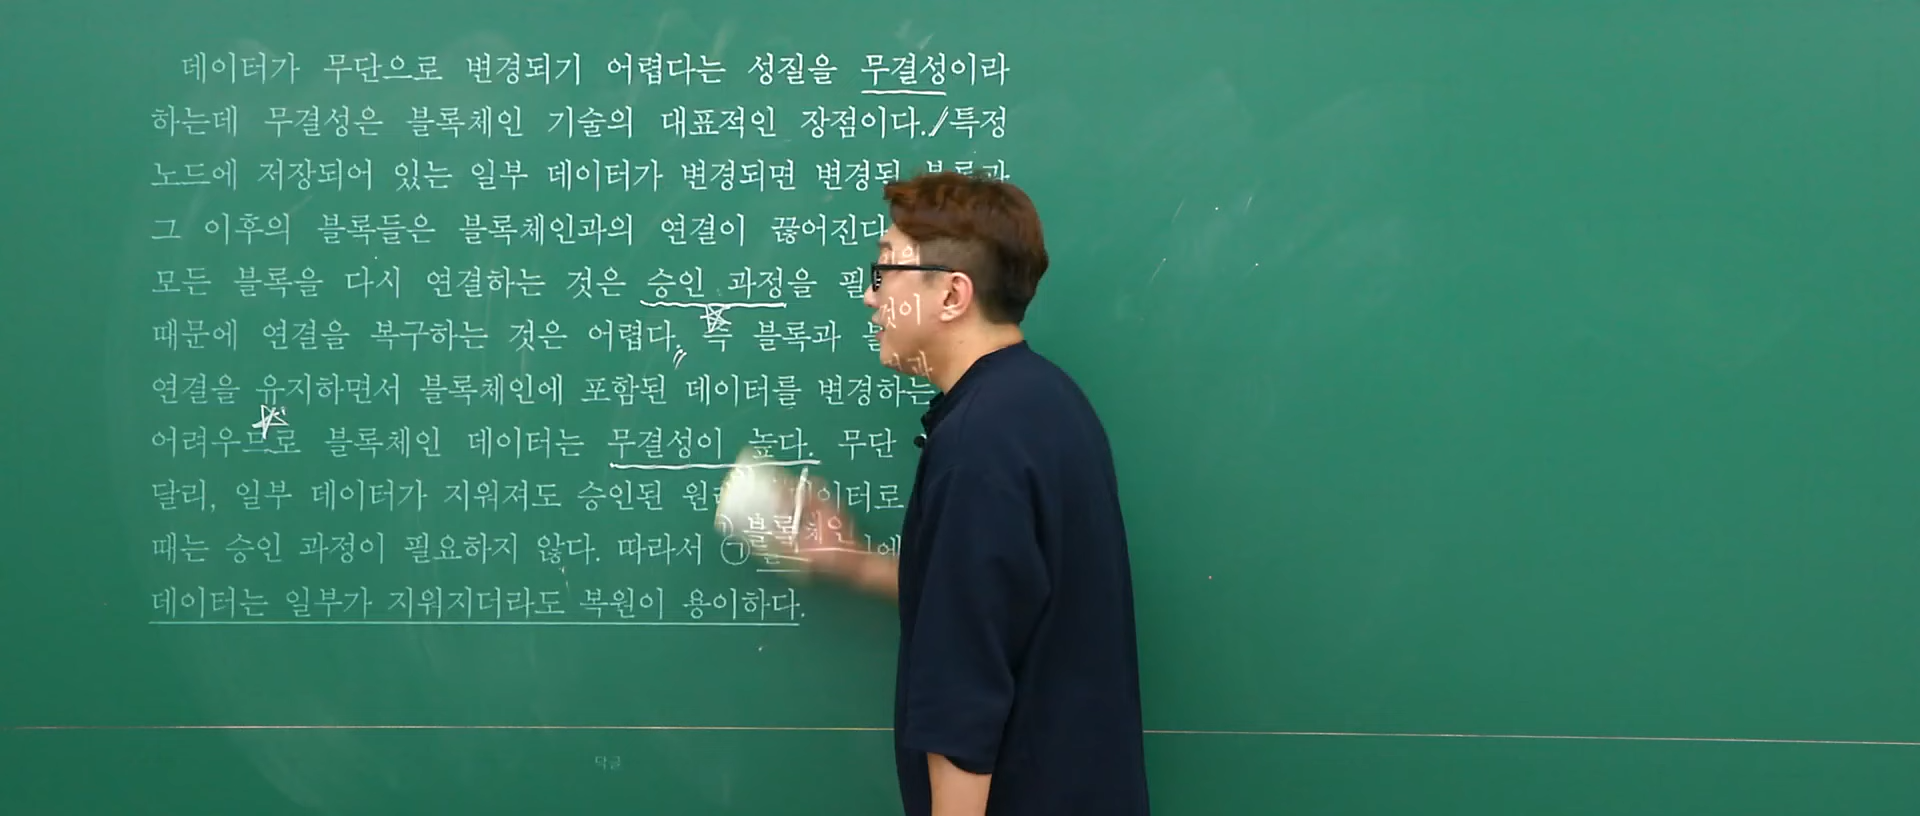 데이터가 무단으로 변경되기 어렵다는 성질을 무결성이라
하는데 무결성은 블록체인 기술의 대표적인 장점이다. 특정
노드에 저장되어 있는 일부 데이터가 변경되면 변경된 블록과
그 이후의 블록들은 블록체인과의 연결이 끊어진다
모든 블록을 다시 연결하는 것은 승인 과정을
때문에 연결을 복구하는 것은 어렵다. 즉 블록과
연결을 유지하면서 블록체인에 포함된 데이터를 변경하는 것이
어려우므로 블록체인 데이터는 무결성이 높다. 무단
달리, 일부 데이터가 지워져도 승인된 데이터로
때는 승인 과정이 필요하지 않다. 따라서 ㉠ 블록체인에
데이터는 일부가 지워지더라도 복원이 용이하다.